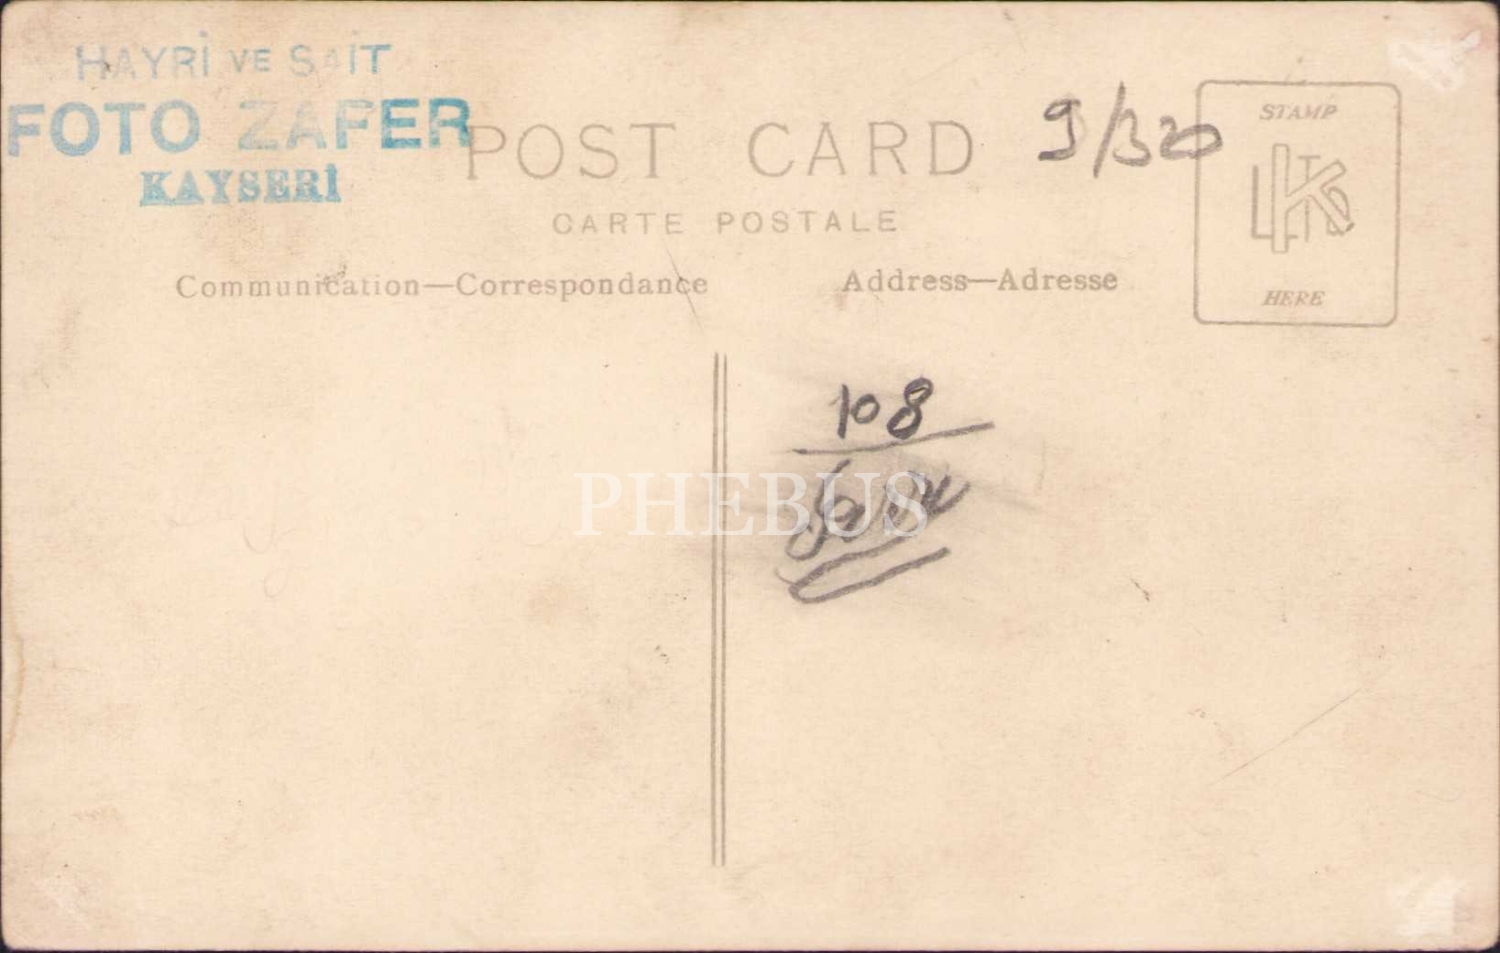 HAYRİ VE SAİT
FOTO ZAFER
KAYSERİ
POST CARD
CARTE POSTALE
9/320
STAMP
HERE
Communication—Correspondance
Address—Adresse
108
PHEBUS